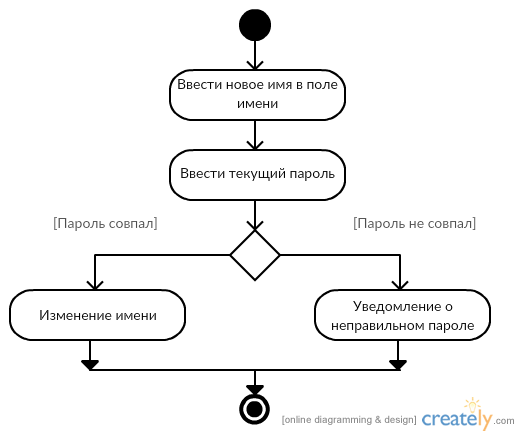 Ввести новое имя в поле
имени
Ввести текущий пароль
[Пароль совпал]
[Пароль не совпал]
Изменение имени
Уведомление о
неправильном пароле
[online diagramming & design] creately.com